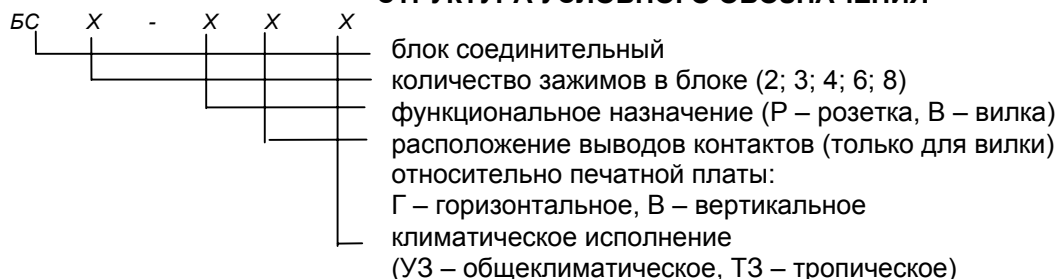 БС Х - Х Х Х
блок соединительный
количество зажимов в блоке (2; 3; 4; 6; 8)
функциональное назначение (Р – розетка, В – вилка)
расположение выводов контактов (только для вилки)
относительно печатной платы:
Г – горизонтальное, В – вертикальное
климатическое исполнение
(УЗ – общеклиматическое, ТЗ – тропическое)